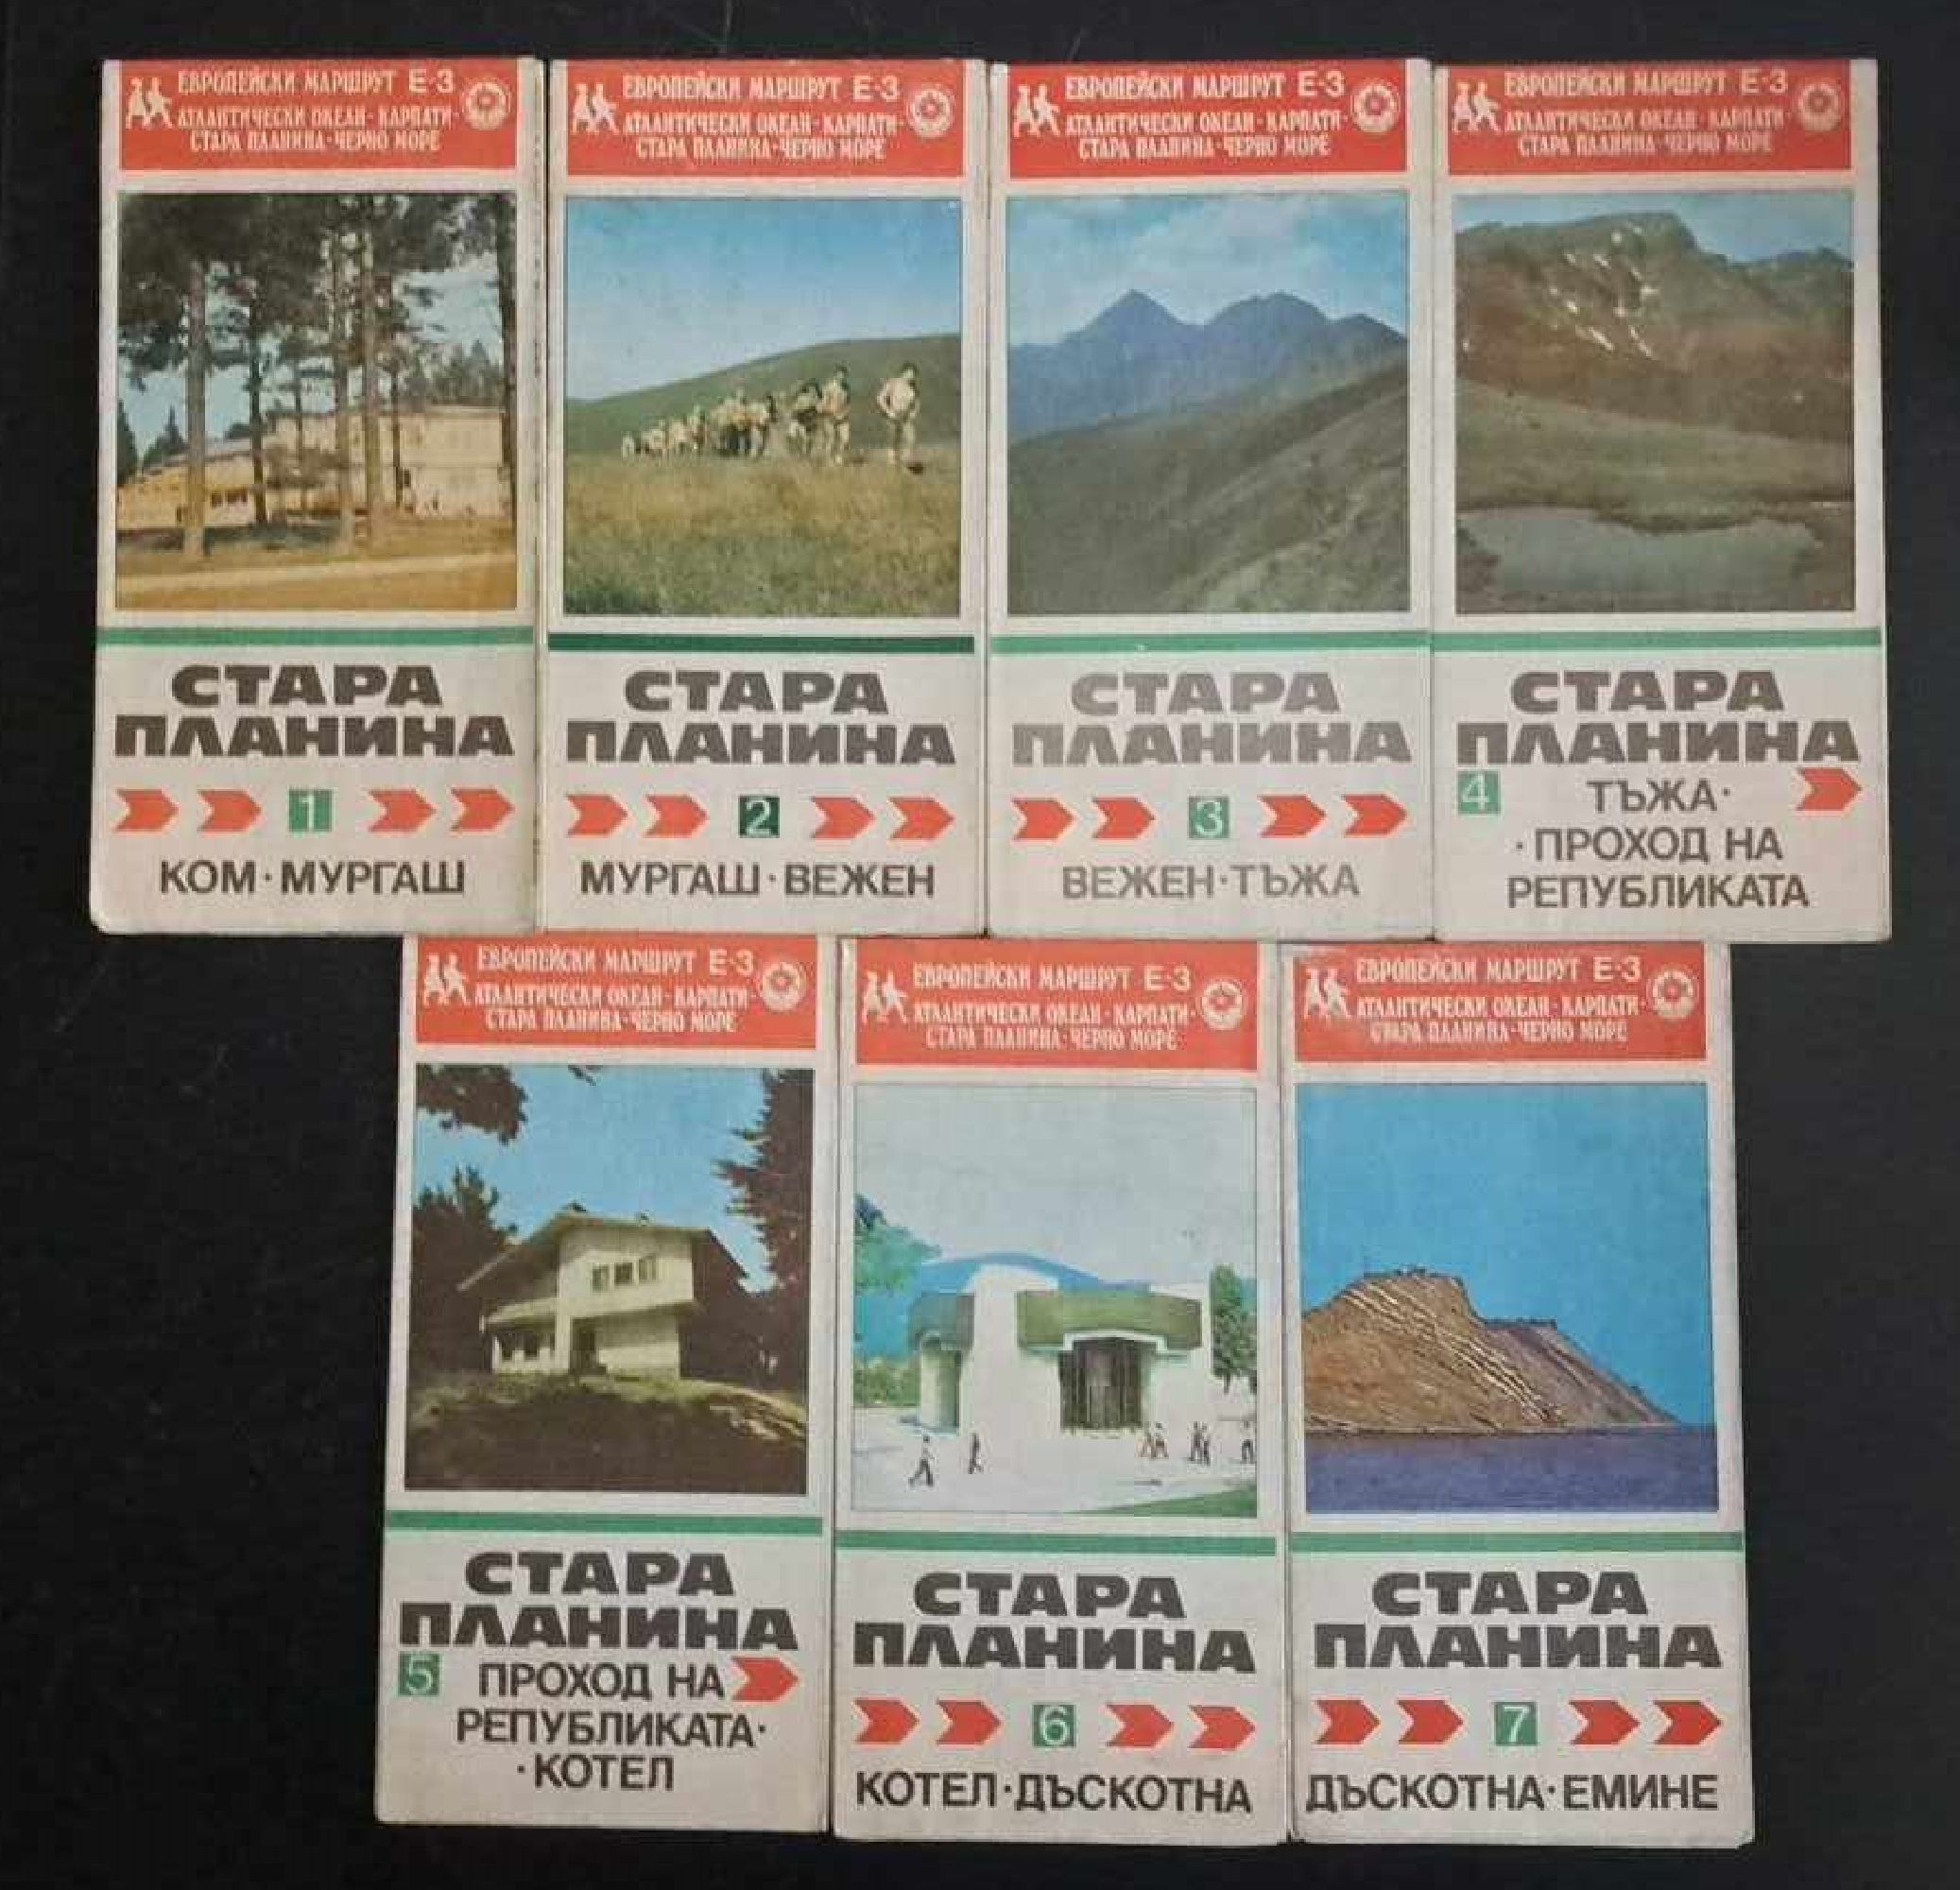 ЕВРОПЕЙСКИ МАРШРУТ Е-3
АТЛАНТИЧЕСКИ ОКЕАН-КАРПАТИ-
СТАРА ПЛАНИНА-ЧЕРНО МОРЕ
СТАРА
ПЛАНИНА
1
КОМ·МУРГАШ
ЕВРОПЕЙСКИ МАРШРУТ Е-3
АТЛАНТИЧЕСКИ ОКЕАН-КАРПАТИ-
СТАРА ПЛАНИНА-ЧЕРНО МОРЕ
СТАРА
ПЛАНИНА
2
МУРГАШ·ВЕЖЕН
ЕВРОПЕЙСКИ МАРШРУТ Е-3
АТЛАНТИЧЕСКИ ОКЕАН-КАРПАТИ-
СТАРА ПЛАНИНА-ЧЕРНО МОРЕ
СТАРА
ПЛАНИНА
3
ВЕЖЕН·ТЪЖА
ЕВРОПЕЙСКИ МАРШРУТ Е-3
АТЛАНТИЧЕСКИ ОКЕАН-КАРПАТИ-
СТАРА ПЛАНИНА-ЧЕРНО МОРЕ
СТАРА
ПЛАНИНА
4 ТЪЖА·
·ПРОХОД НА
РЕПУБЛИКАТА
ЕВРОПЕЙСКИ МАРШРУТ Е-3
АТЛАНТИЧЕСКИ ОКЕАН-КАРПАТИ-
СТАРА ПЛАНИНА-ЧЕРНО МОРЕ
СТАРА
ПЛАНИНА
5 ПРОХОД НА
РЕПУБЛИКАТА·
·КОТЕЛ
ЕВРОПЕЙСКИ МАРШРУТ Е-3
АТЛАНТИЧЕСКИ ОКЕАН-КАРПАТИ-
СТАРА ПЛАНИНА-ЧЕРНО МОРЕ
СТАРА
ПЛАНИНА
6
КОТЕЛ·ДЪСКОТНА
ЕВРОПЕЙСКИ МАРШРУТ Е-3
АТЛАНТИЧЕСКИ ОКЕАН-КАРПАТИ-
СТАРА ПЛАНИНА-ЧЕРНО МОРЕ
СТАРА
ПЛАНИНА
7
ДЪСКОТНА·ЕМИНЕ